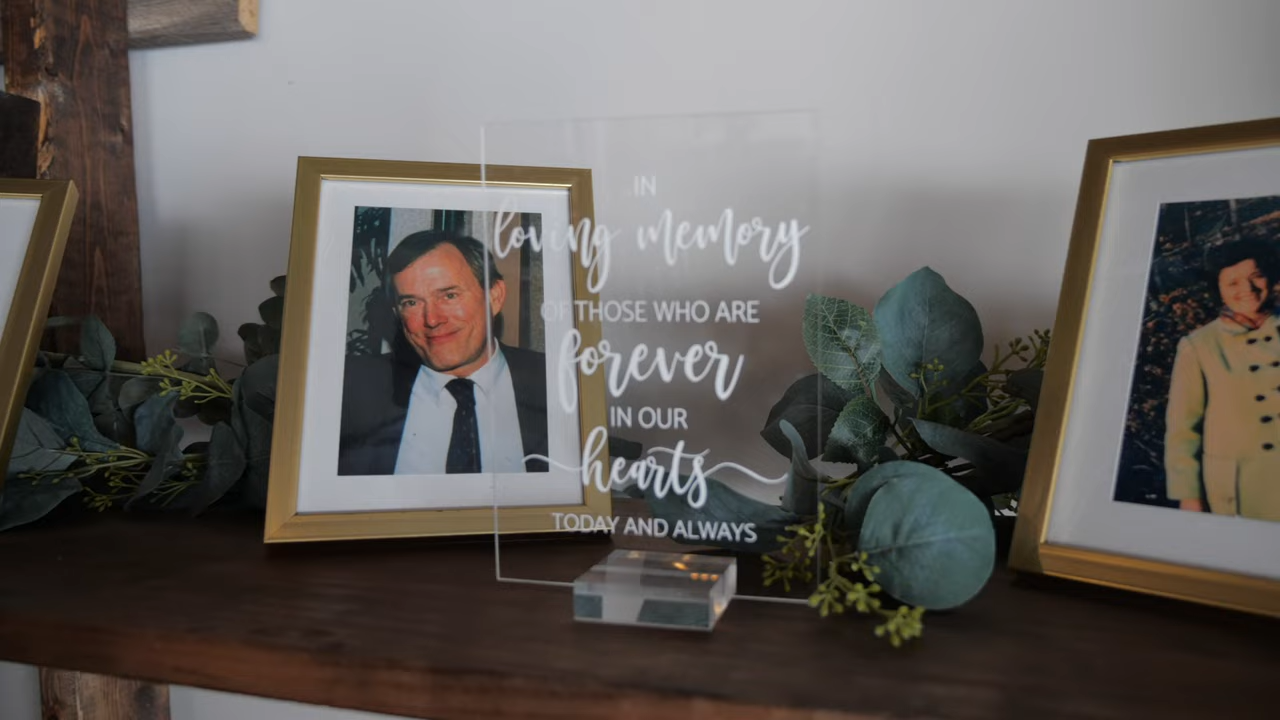 IN
loving memory
OF THOSE WHO ARE
forever
IN OUR
hearts
TODAY AND ALWAYS